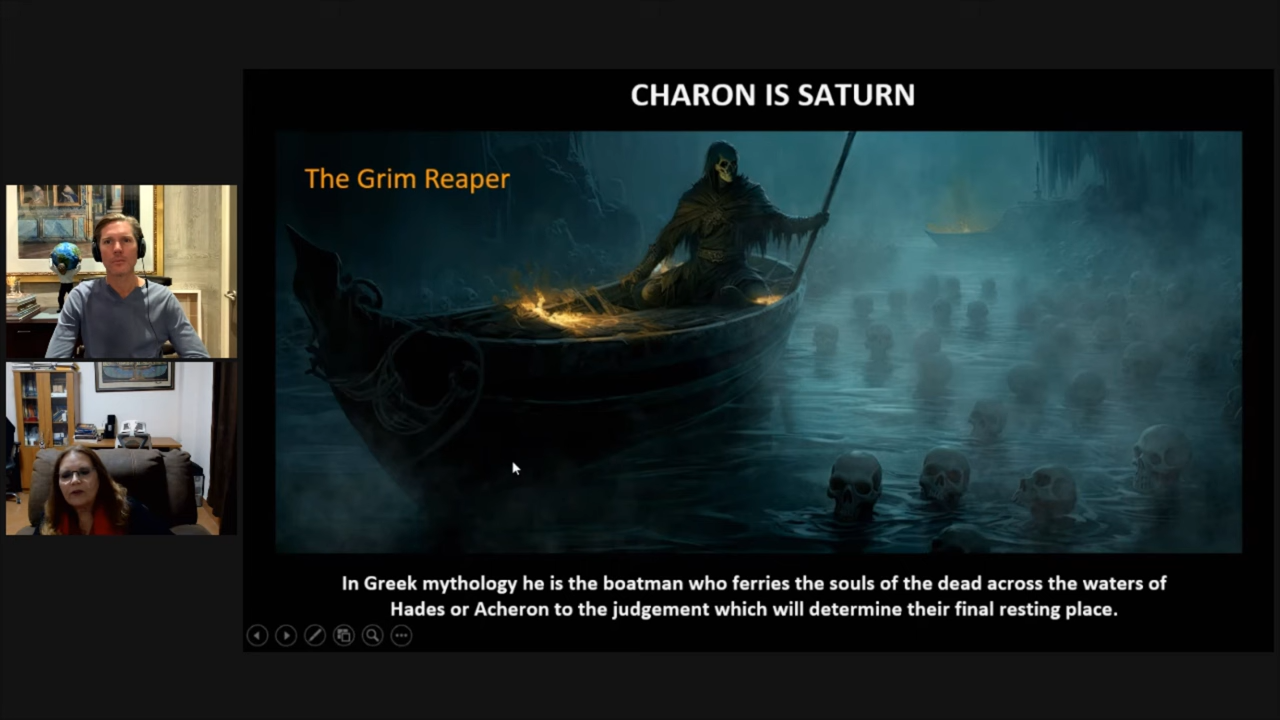 CHARON IS SATURN
The Grim Reaper
In Greek mythology he is the boatman who ferries the souls of the dead across the waters of
Hades or Acheron to the judgement which will determine their final resting place.